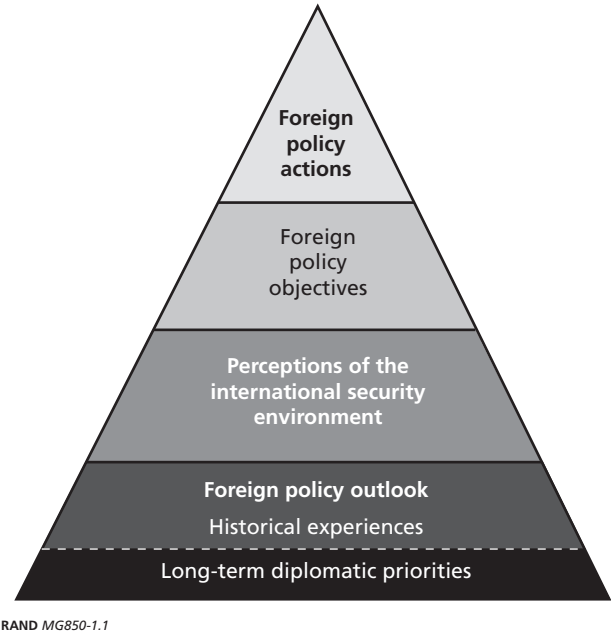 Foreign
policy
actions
Foreign
policy
objectives
Perceptions of the
international security
environment
Foreign policy outlook
Historical experiences
Long-term diplomatic priorities
RAND MG850-1.1